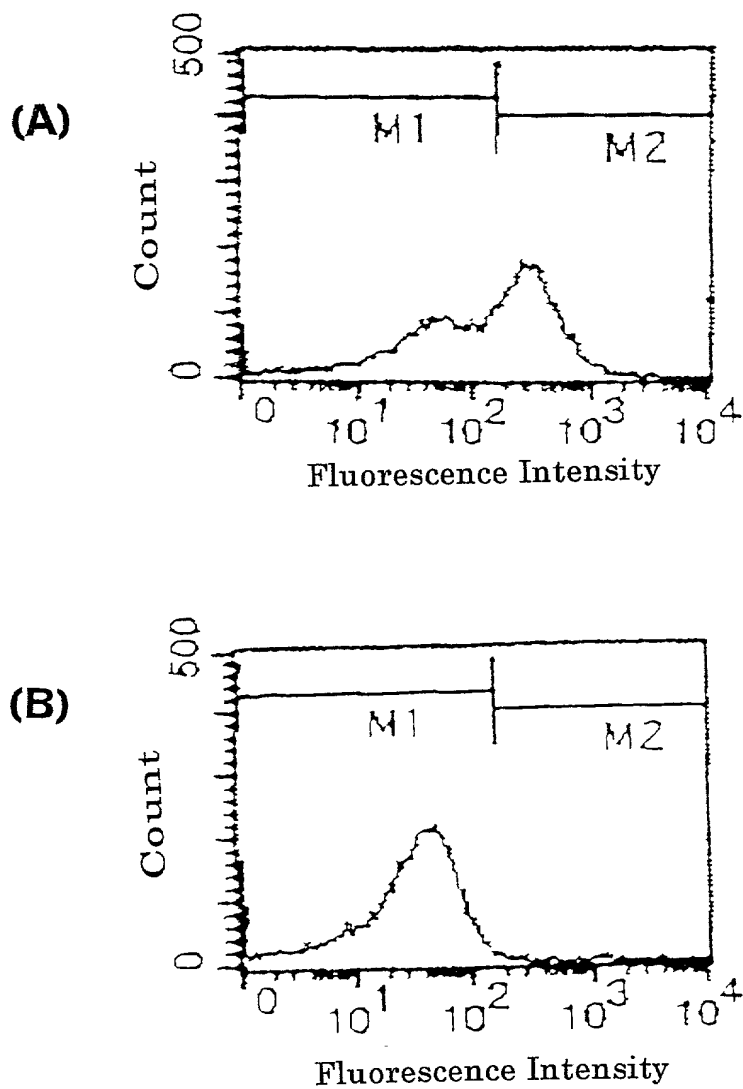 500
(A)
M1
M2
Count
0
0 10¹ 10² 10³ 10⁴
Fluorescence Intensity
500
(B)
M1
M2
Count
0
0 10¹ 10² 10³ 10⁴
Fluorescence Intensity